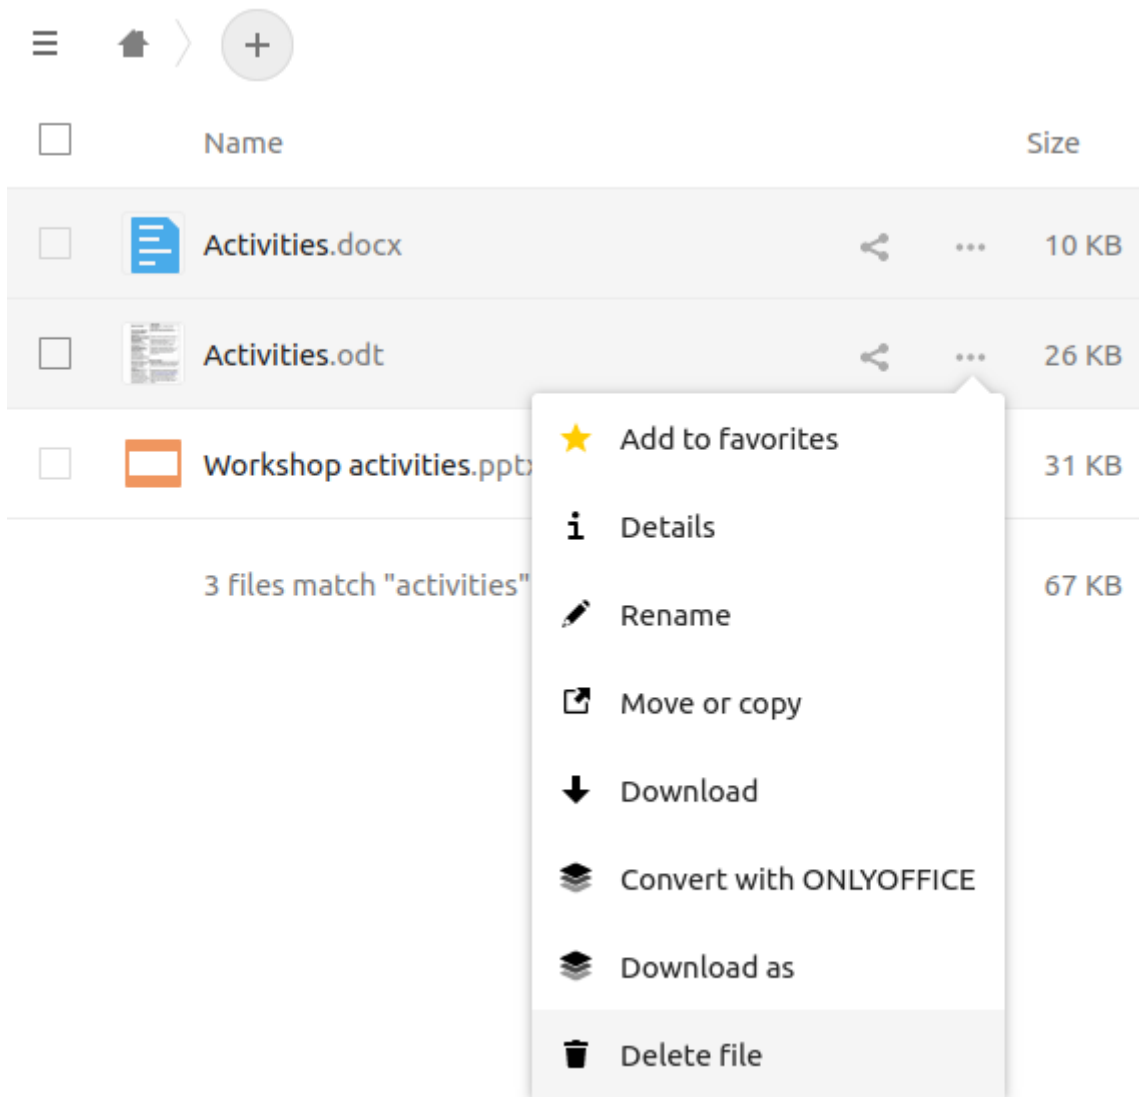 Name Size
Activities.docx 10 KB
Activities.odt 26 KB
Workshop activities.pptx 31 KB
3 files match "activities" 67 KB
Add to favorites
Details
Rename
Move or copy
Download
Convert with ONLYOFFICE
Download as
Delete file